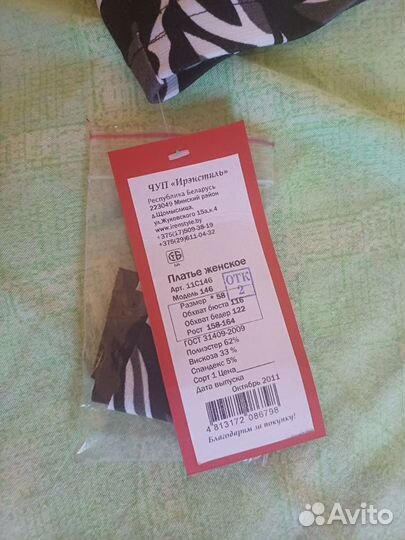 ЧУП «Ирэкстиль»
Республика Беларусь
223049 Минский район
д.Щомыслица,
ул.Жуковского 15а,к.4
www.irenstyle.by
+375(17)509-38-19
+375(29)611-04-32
Платье женское
Арт. 11С146
Модель 146
Размер * 58
Обхват бюста 116
Обхват бедер 122
Рост 158-164
ОТК
2
ГОСТ 31409-2009
Полиэстер 62%
Вискоза 33 %
Спандекс 5%
Сорт 1 Цена
Дата выпуска
Октябрь 2011
4 813172 086798
Благодарим за покупку!
Avito